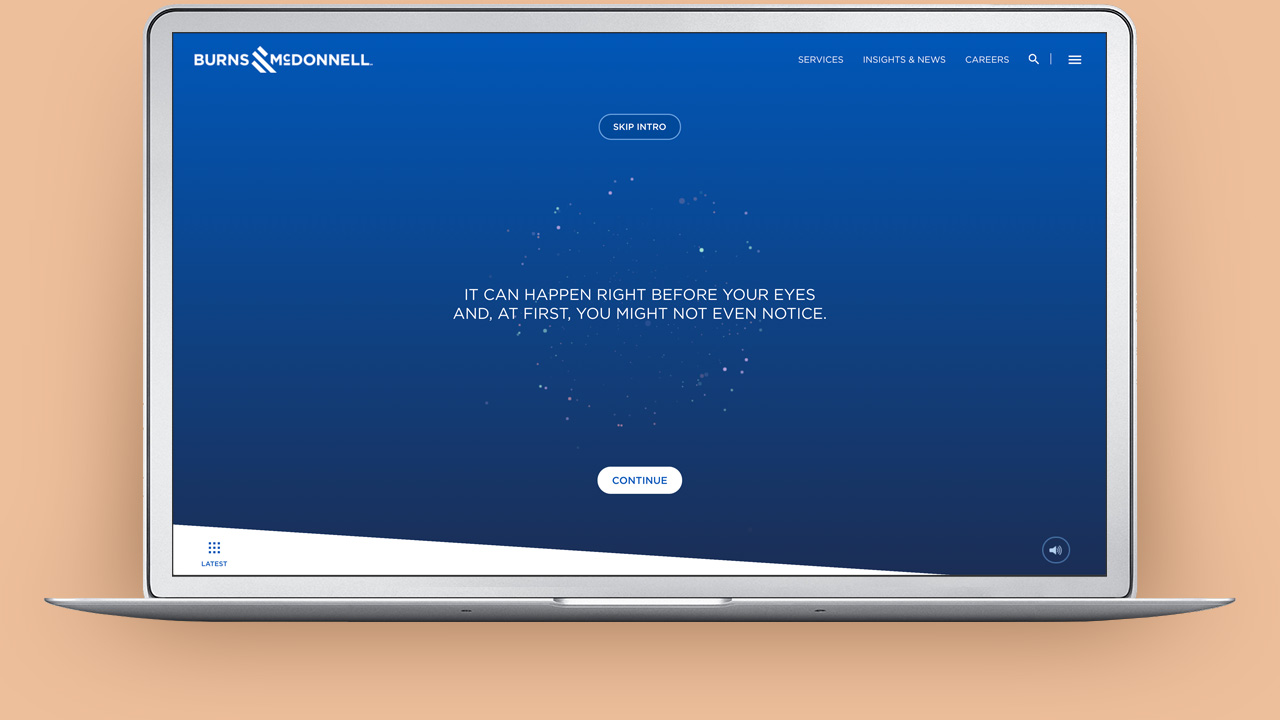 BURNS McDONNELL
SERVICES
INSIGHTS & NEWS
CAREERS
SKIP INTRO
IT CAN HAPPEN RIGHT BEFORE YOUR EYES
AND, AT FIRST, YOU MIGHT NOT EVEN NOTICE.
CONTINUE
LATEST